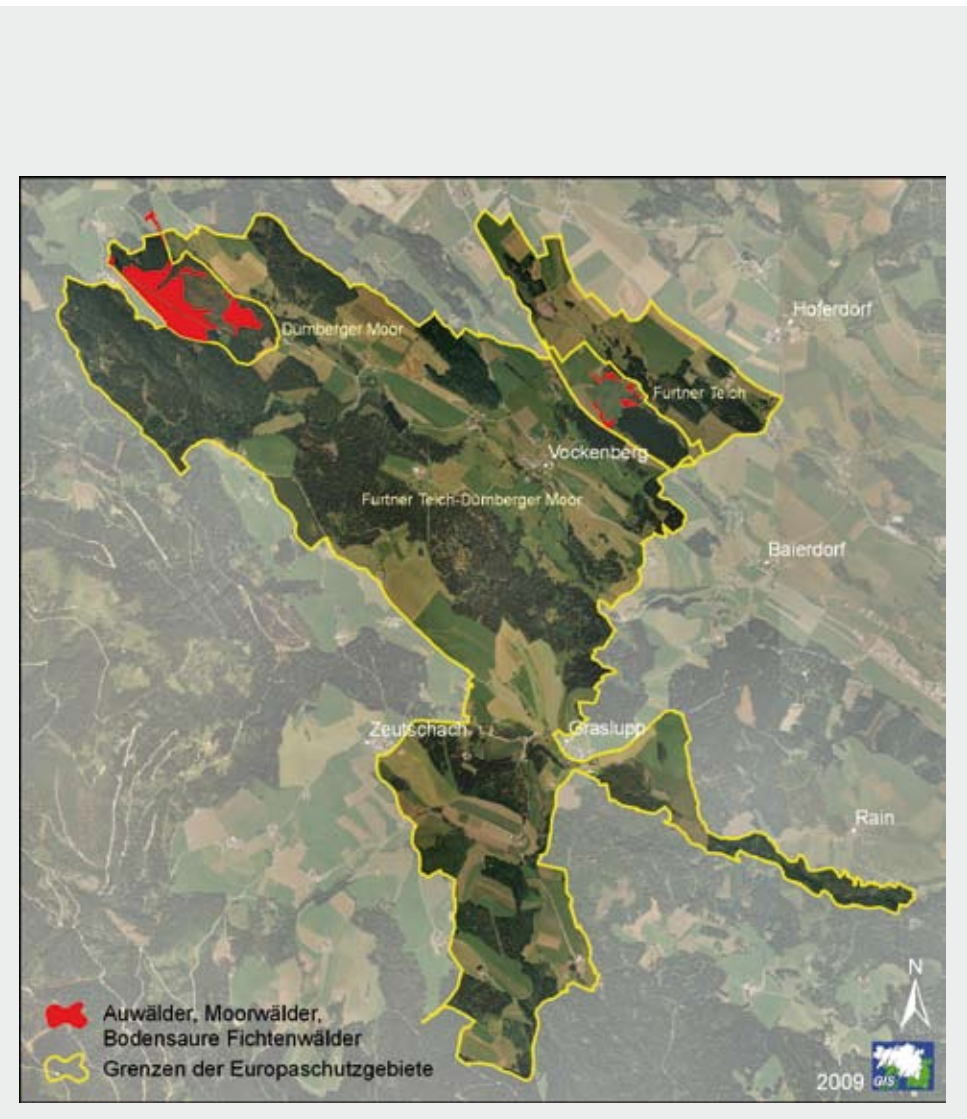 Hoferdorf
Dürnberger Moor
Furtner Teich
Vockenberg
Furtner Teich-Dürnberger Moor
Baierdorf
Zeutschach
Graslupp
Rain
N
Auwälder, Moorwälder,
Bodensaure Fichtenwälder
Grenzen der Europaschutzgebiete
2009
GIS